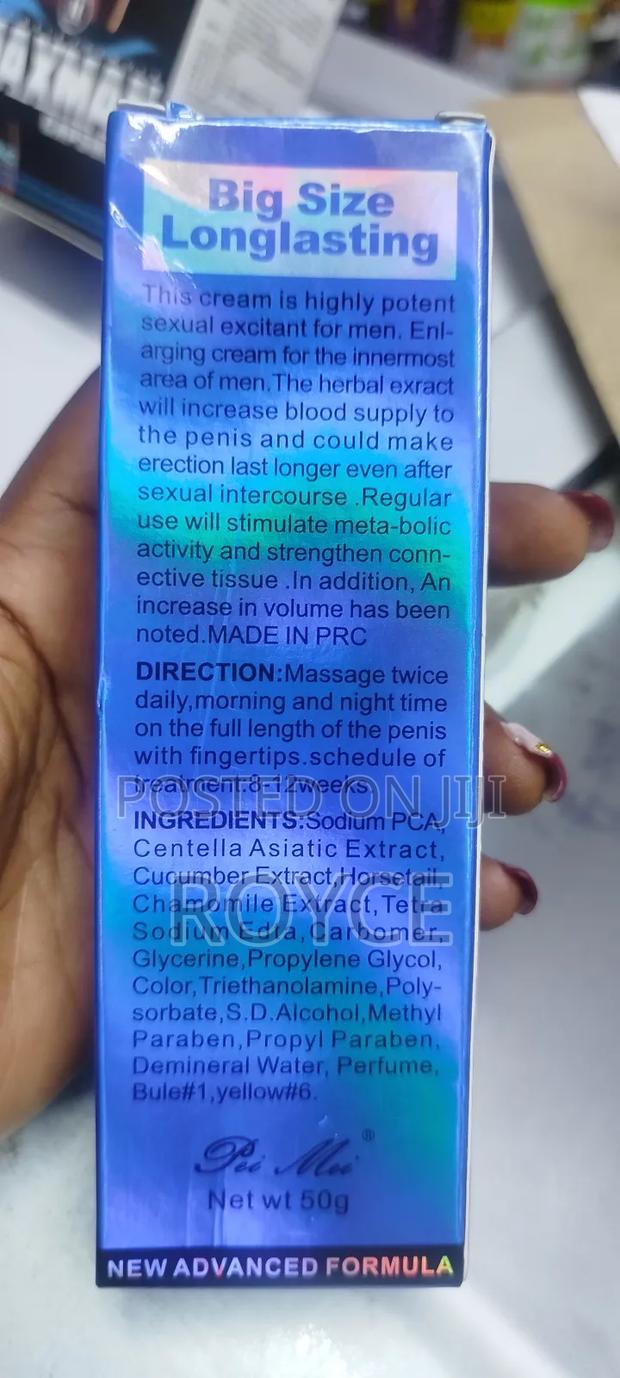 AXMA
Big Size
Longlasting
This cream is highly potent
sexual excitant for men. Enl-
arging cream for the innermost
area of men.The herbal exract
will increase blood supply to
the penis and could make
erection last longer even after
sexual intercourse .Regular
use will stimulate meta-bolic
activity and strengthen conn-
ective tissue .In addition, An
increase in volume has been
noted.MADE IN PRC
DIRECTION:Massage twice
daily,morning and night time
on the full length of the penis
with fingertips.schedule of
treatment:8-12weeks
POSTED ON JIJI
INGREDIENTS:Sodium PCA,
Centella Asiatic Extract,
Cucumber Extract,Horsetail,
ROYCE
Chamomile Extract,Tetra
Sodium Edta,Carbomer,
Glycerine,Propylene Glycol,
Color,Triethanolamine,Poly-
sorbate,S.D.Alcohol,Methyl
Paraben,Propyl Paraben,
Demineral Water, Perfume,
Bule#1,yellow#6.
Pei Mei ®
Net wt 50g
NEW ADVANCED FORMULA